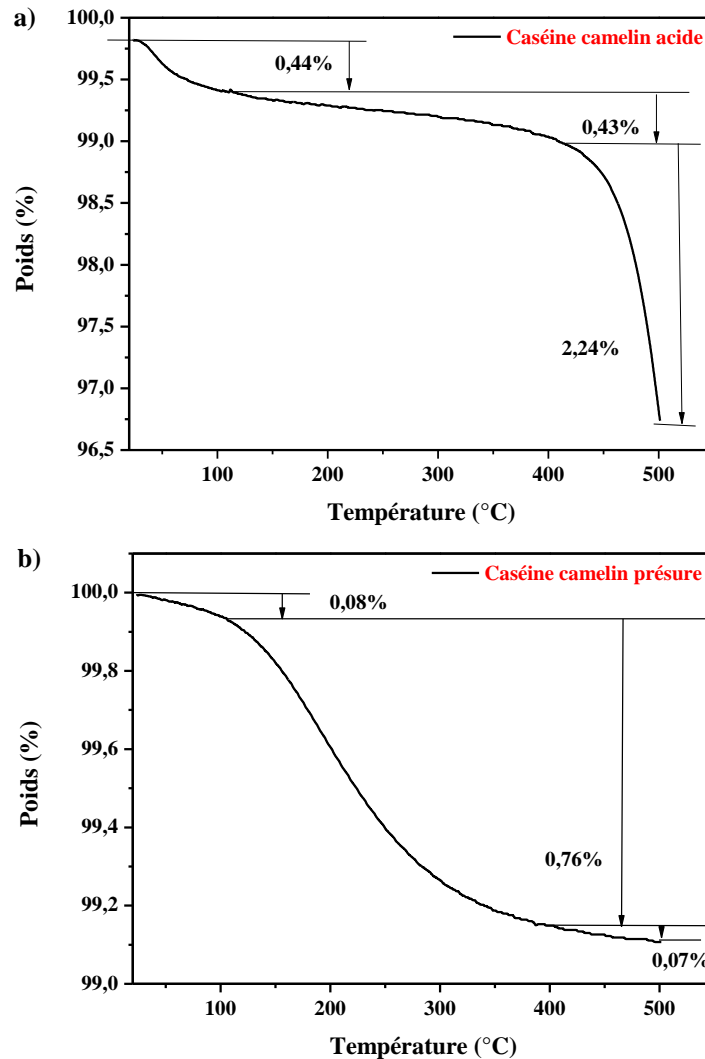 a)
100,0
99,5
99,0
98,5
98,0
97,5
97,0
96,5
Poids (%)
Caséine camelin acide
0,44%
0,43%
2,24%
100 200 300 400 500
Température (°C)
b)
100,0
99,8
99,6
99,4
99,2
99,0
Poids (%)
Caséine camelin présure
0,08%
0,76%
0,07%
100 200 300 400 500
Température (°C)